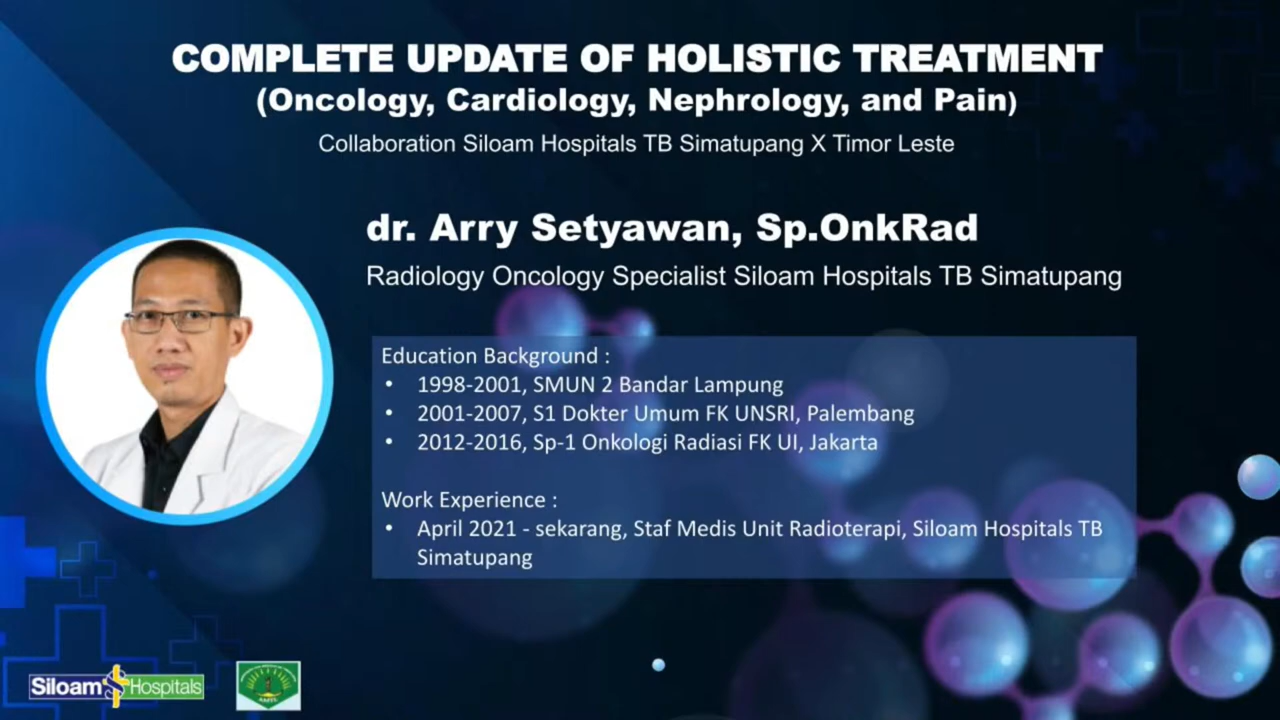 COMPLETE UPDATE OF HOLISTIC TREATMENT
(Oncology, Cardiology, Nephrology, and Pain)
Collaboration Siloam Hospitals TB Simatupang X Timor Leste
dr. Arry Setyawan, Sp.OnkRad
Radiology Oncology Specialist Siloam Hospitals TB Simatupang
Education Background :
• 1998-2001, SMUN 2 Bandar Lampung
• 2001-2007, S1 Dokter Umum FK UNSRI, Palembang
• 2012-2016, Sp-1 Onkologi Radiasi FK UI, Jakarta
Work Experience :
• April 2021 - sekarang, Staf Medis Unit Radioterapi, Siloam Hospitals TB
Simatupang
Siloam Hospitals